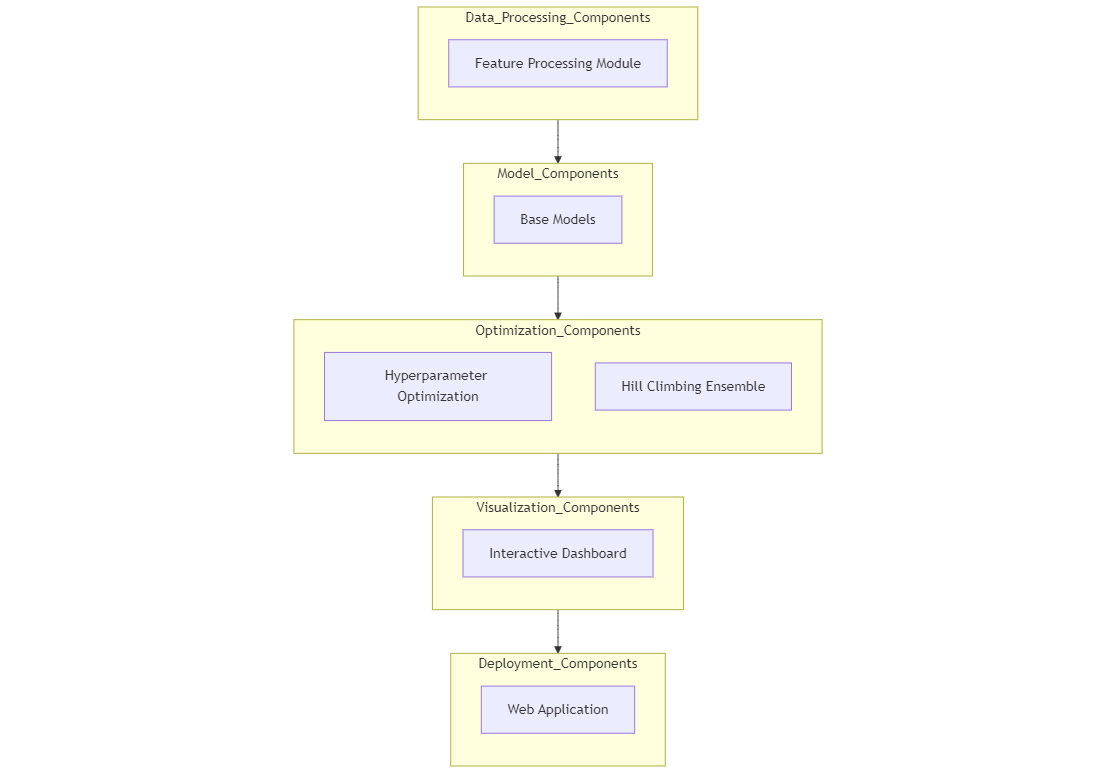 Data_Processing_Components
Feature Processing Module
Model_Components
Base Models
Optimization_Components
Hyperparameter
Optimization
Hill Climbing Ensemble
Visualization_Components
Interactive Dashboard
Deployment_Components
Web Application